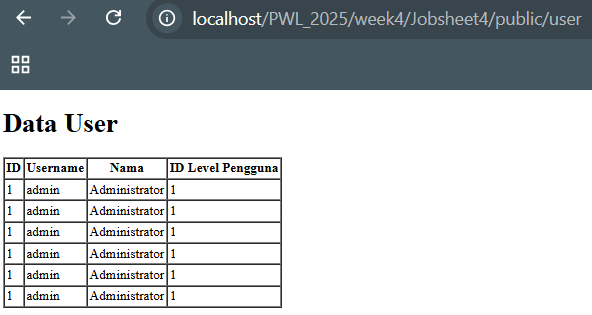 localhost/PWL_2025/week4/Jobsheet4/public/user
Data User
ID Username Nama ID Level Pengguna
1 admin Administrator 1
1 admin Administrator 1
1 admin Administrator 1
1 admin Administrator 1
1 admin Administrator 1
1 admin Administrator 1